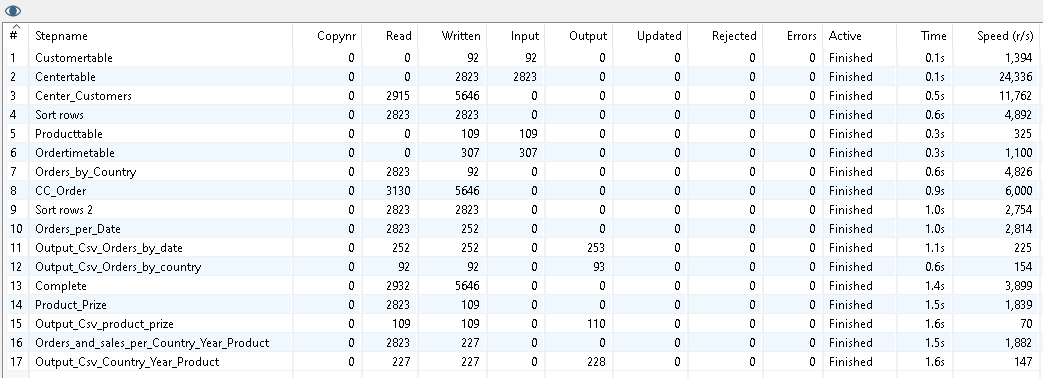 # Stepname Copynr Read Written Input Output Updated Rejected Errors Active Time Speed (r/s)
1 Customertable 0 0 92 92 0 0 0 0 Finished 0.1s 1,394
2 Centertable 0 0 2823 2823 0 0 0 0 Finished 0.1s 24,336
3 Center_Customers 0 2915 5646 0 0 0 0 0 Finished 0.5s 11,762
4 Sort rows 0 2823 2823 0 0 0 0 0 Finished 0.6s 4,892
5 Producttable 0 0 109 109 0 0 0 0 Finished 0.3s 325
6 Ordertimetable 0 0 307 307 0 0 0 0 Finished 0.3s 1,100
7 Orders_by_Country 0 2823 92 0 0 0 0 0 Finished 0.6s 4,826
8 CC_Order 0 3130 5646 0 0 0 0 0 Finished 0.9s 6,000
9 Sort rows 2 0 2823 2823 0 0 0 0 0 Finished 1.0s 2,754
10 Orders_per_Date 0 2823 252 0 0 0 0 0 Finished 1.0s 2,814
11 Output_Csv_Orders_by_date 0 252 252 0 253 0 0 0 Finished 1.1s 225
12 Output_Csv_Orders_by_country 0 92 92 0 93 0 0 0 Finished 0.6s 154
13 Complete 0 2932 5646 0 0 0 0 0 Finished 1.4s 3,899
14 Product_Prize 0 2823 109 0 0 0 0 0 Finished 1.5s 1,839
15 Output_Csv_product_prize 0 109 109 0 110 0 0 0 Finished 1.6s 70
16 Orders_and_sales_per_Country_Year_Product 0 2823 227 0 0 0 0 0 Finished 1.5s 1,882
17 Output_Csv_Country_Year_Product 0 227 227 0 228 0 0 0 Finished 1.6s 147